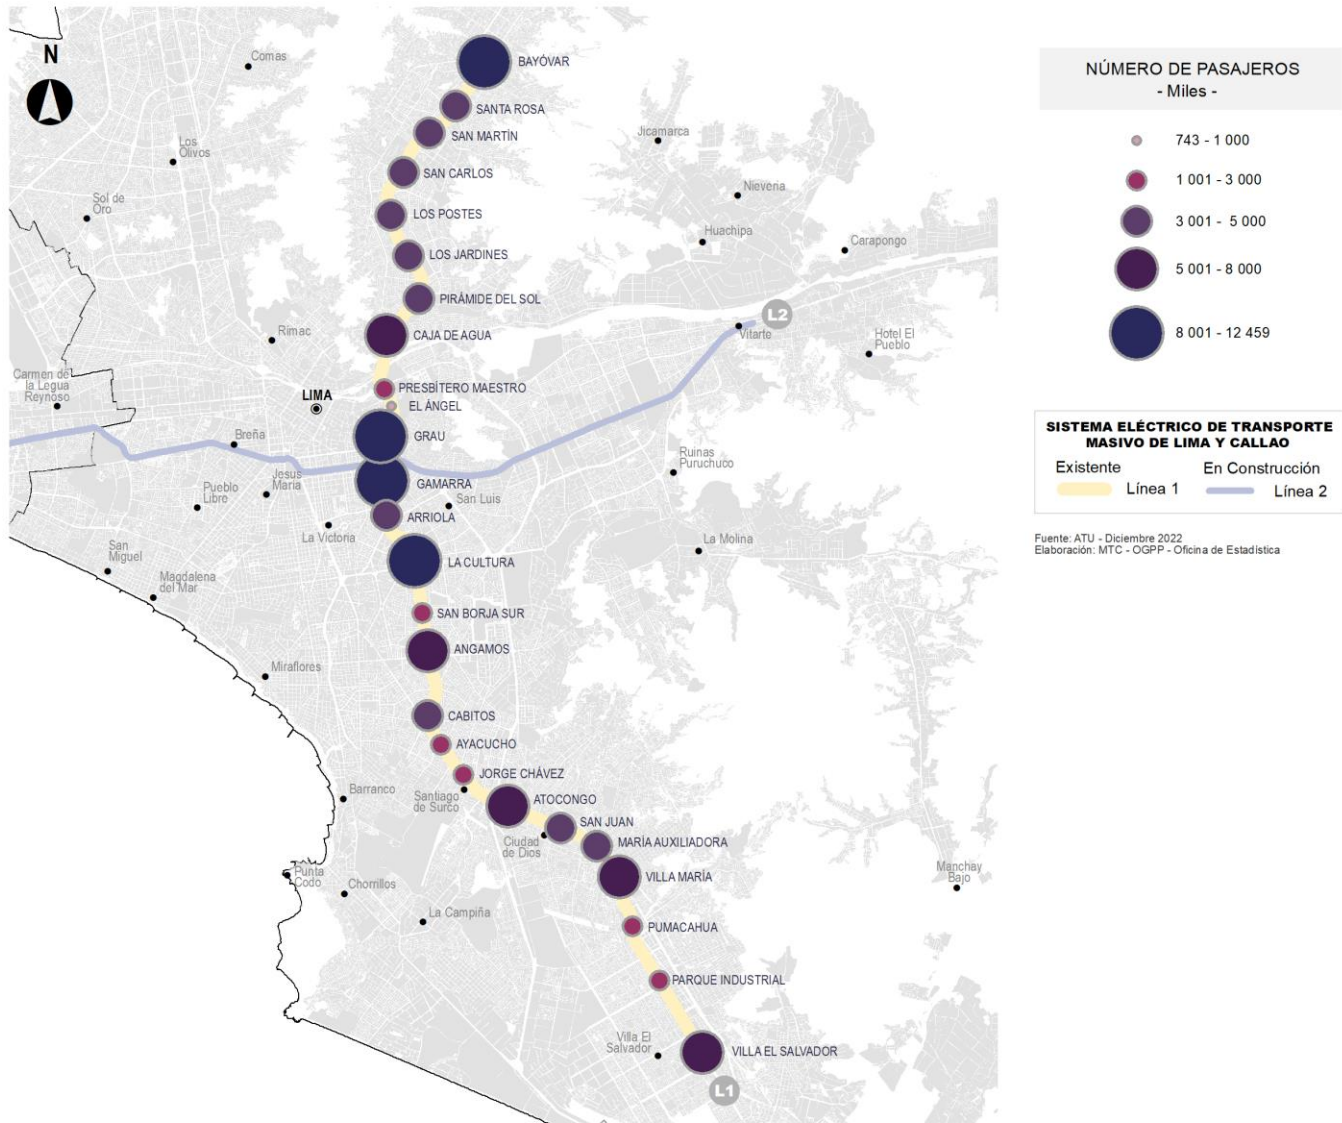 N
Comas
BAYÓVAR
SANTA ROSA
SAN MARTÍN
Los
Olivos
Jicamarca
SAN CARLOS
Nievena
Sol de
Oro
LOS POSTES
Huachipa
Carapongo
LOS JARDINES
PIRÁMIDE DEL SOL
L2
Vitarte
Rímac
CAJA DE AGUA
Hotel El
Pueblo
Carmen de
la Legua
Reynoso
PRESBÍTERO MAESTRO
LIMA
EL ÁNGEL
GRAU
Breña
Ruinas
Puruchuco
Jesus
María
GAMARRA
Pueblo
Libre
San Luis
ARRIOLA
La Victoria
San
Miguel
La Molina
LA CULTURA
Magdalena
del Mar
SAN BORJA SUR
ANGAMOS
Miraflores
CABITOS
AYACUCHO
JORGE CHÁVEZ
Barranco
Santiago
de Surco
ATOCONGO
SAN JUAN
Ciudad
de Dios
MARÍA AUXILIADORA
Punta
Codo
VILLA MARÍA
Manchay
Bajo
Chorrillos
La Campiña
PUMACAHUA
PARQUE INDUSTRIAL
Villa El
Salvador
VILLA EL SALVADOR
L1
NÚMERO DE PASAJEROS
- Miles -
743 - 1 000
1 001 - 3 000
3 001 - 5 000
5 001 - 8 000
8 001 - 12 459
SISTEMA ELÉCTRICO DE TRANSPORTE
MASIVO DE LIMA Y CALLAO
Existente
En Construcción
Línea 1
Línea 2
Fuente: ATU - Diciembre 2022
Elaboración: MTC - OGPP - Oficina de Estadística